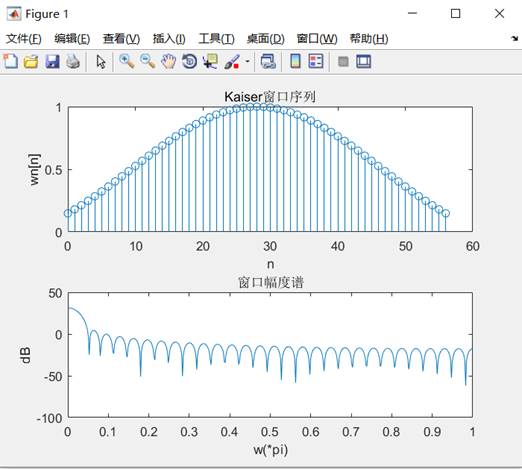 Figure 1
文件(F) 编辑(E) 查看(V) 插入(I) 工具(T) 桌面(D) 窗口(W) 帮助(H)
Kaiser窗口序列
1
0.5
0
wn[n]
0 10 20 30 40 50 60
n
窗口幅度谱
50
0
-50
-100
dB
0 0.1 0.2 0.3 0.4 0.5 0.6 0.7 0.8 0.9 1
w(*pi)